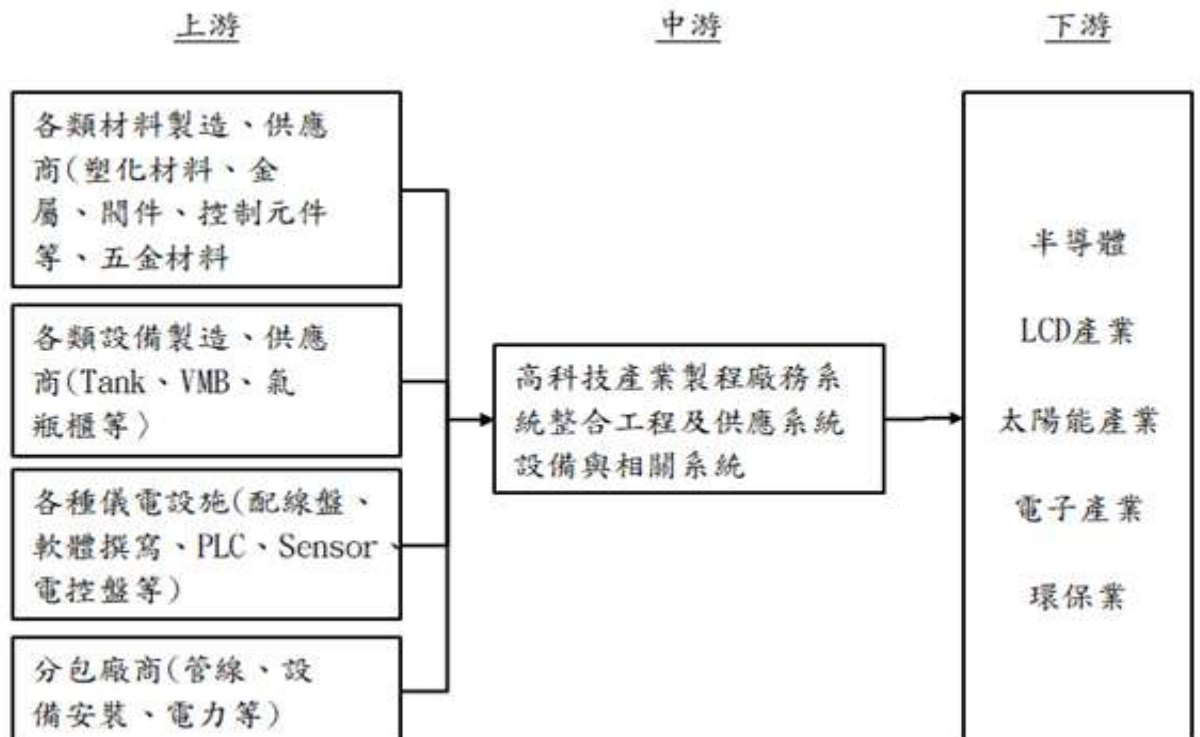 上游
中游
下游
各類材料製造、供應
商(塑化材料、金
屬、閥件、控制元件
等、五金材料
各類設備製造、供應
商(Tank、VMB、氣
瓶櫃等)
各種儀電設施(配線盤、
軟體撰寫、PLC、Sensor、
電控盤等)
分包廠商(管線、設
備安裝、電力等)
高科技產業製程廠務系
統整合工程及供應系統
設備與相關系統
半導體
LCD產業
太陽能產業
電子產業
環保業